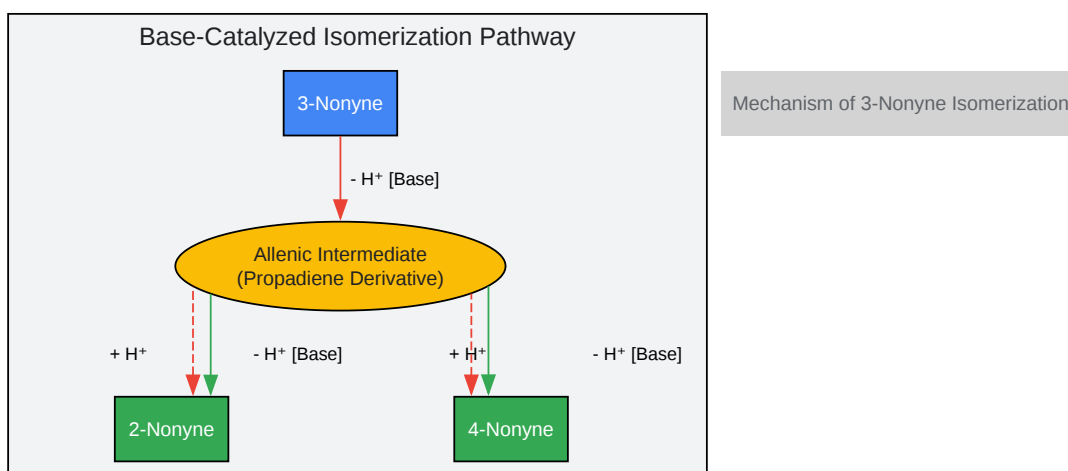 Base-Catalyzed Isomerization Pathway
3-Nonyne
Mechanism of 3-Nonyne Isomerization
- H⁺ [Base]
Allenic Intermediate
(Propadiene Derivative)
+ H⁺
- H⁺ [Base]
+ H⁺
- H⁺ [Base]
2-Nonyne
4-Nonyne